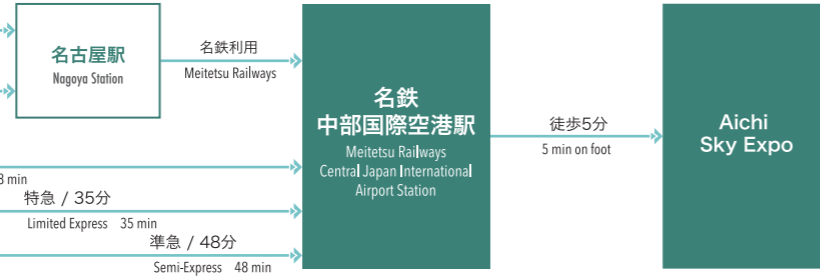 名古屋駅
Nagoya Station
名鉄利用
Meitetsu Railways
名鉄
中部国際空港駅
Meitetsu Railways
Central Japan International
Airport Station
徒歩5分
5 min on foot
Aichi
Sky Expo
min
特急 / 35分
Limited Express 35 min
準急 / 48分
Semi-Express 48 min